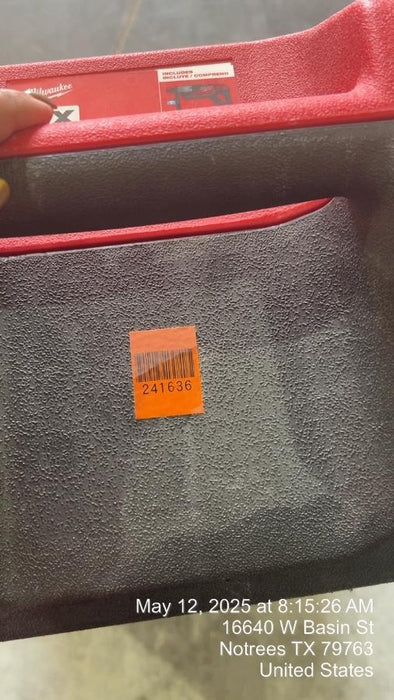 Milwaukee
X
INCLUDES
INCLUYE / COMPREND
241636
May 12, 2025 at 8:15:26 AM
16640 W Basin St
Notrees TX 79763
United States